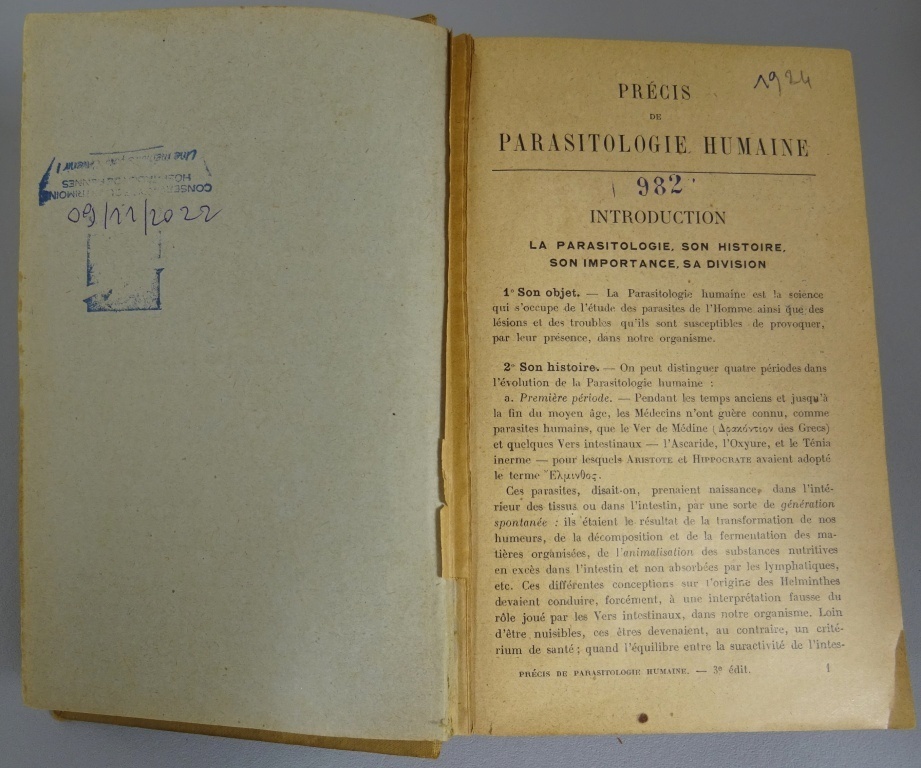 Une mémoire pour l'avenir !
HOSPITALIER DE RENNES
CONSERVATOIRE DU PATRIMOINE
09/11/2022
1924
PRÉCIS
DE
PARASITOLOGIE HUMAINE
982
INTRODUCTION
LA PARASITOLOGIE, SON HISTOIRE,
SON IMPORTANCE, SA DIVISION
1° Son objet. — La Parasitologie humaine est la science
qui s'occupe de l'étude des parasites de l'Homme ainsi que des
lésions et des troubles qu'ils sont susceptibles de provoquer,
par leur présence, dans notre organisme.
2° Son histoire. — On peut distinguer quatre périodes dans
l'évolution de la Parasitologie humaine :
a. Première période. — Pendant les temps anciens et jusqu'à
la fin du moyen âge, les Médecins n'ont guère connu, comme
parasites humains, que le Ver de Médine (Δρακόντιον des Grecs)
et quelques Vers intestinaux — l'Ascaride, l'Oxyure, et le Ténia
inerme — pour lesquels ARISTOTE et HIPPOCRATE avaient adopté
le terme Ἕλμινθος.
Ces parasites, disait-on, prenaient naissance, dans l'inté-
rieur des tissus ou dans l'intestin, par une sorte de génération
spontanée : ils étaient le résultat de la transformation de nos
humeurs, de la décomposition et de la fermentation des ma-
tières organisées, de l'animalisation des substances nutritives
en excès dans l'intestin et non absorbées par les lymphatiques,
etc. Ces différentes conceptions sur l'origine des Helminthes
devaient conduire, forcément, à une interprétation fausse du
rôle joué par les Vers intestinaux, dans notre organisme. Loin
d'être nuisibles, ces êtres devenaient, au contraire, un crité-
rium de santé ; quand l'équilibre entre la suractivité de l'intes-
PRÉCIS DE PARASITOLOGIE HUMAINE. — 3e édit. 1